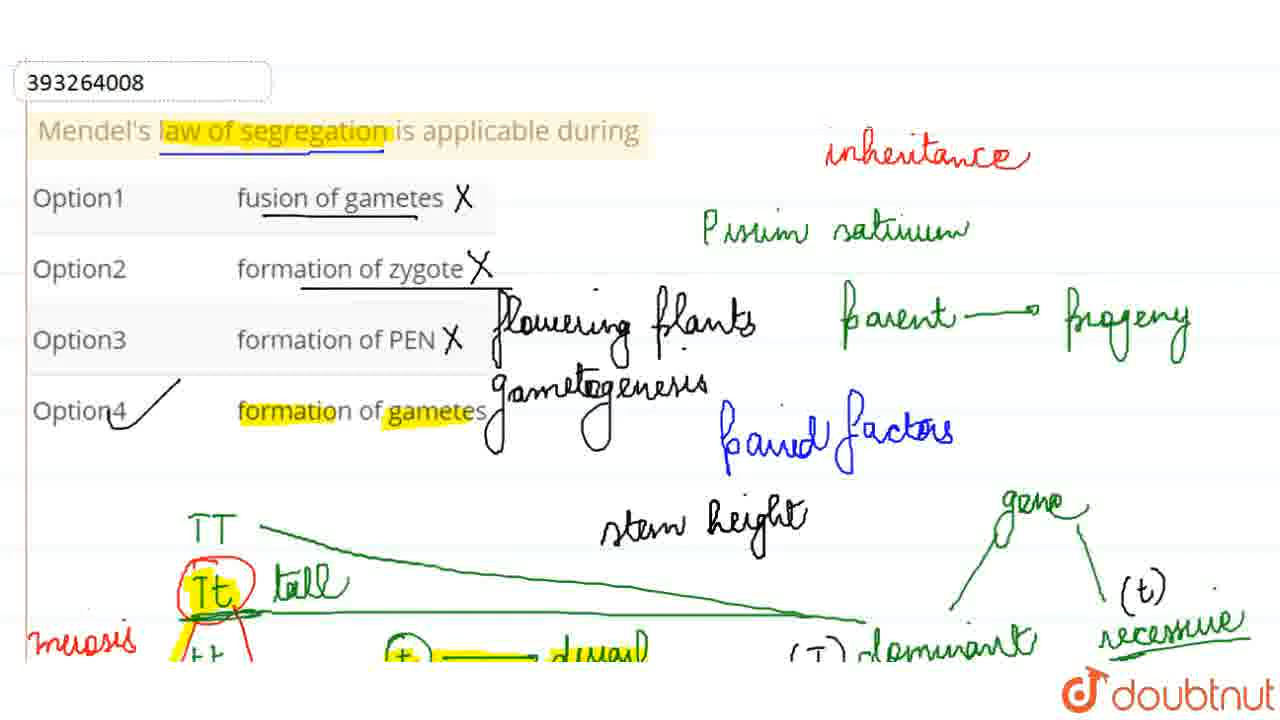 393264008
Mendel's law of segregation is applicable during
inheritance
Option1 fusion of gametes X
Pisum sativum
Option2 formation of zygote X
flowering plants
parent → progeny
Option3 formation of PEN X
gametogenesis
Option4 formation of gametes
paired factors
gene
TT
stem height
Tt tall
(t)
recessive
meiosis
tt
t
dwarf
(T) dominant
doubtnut